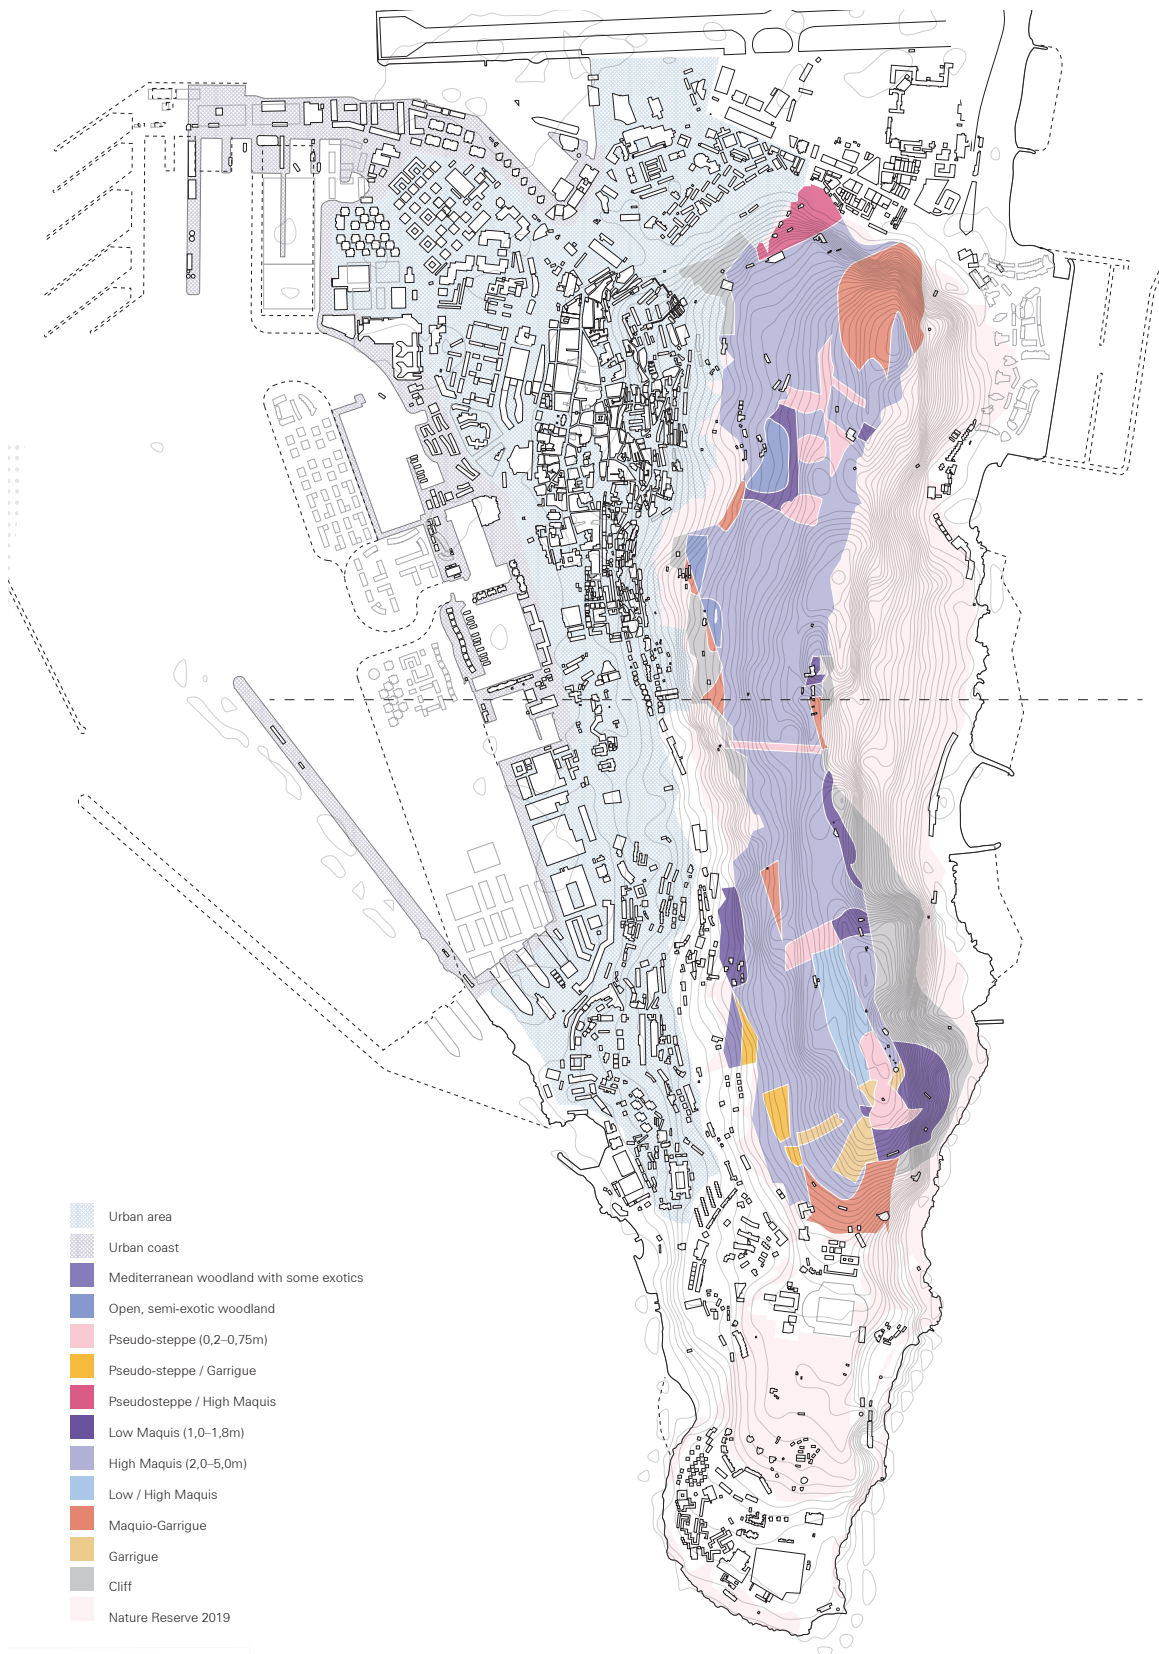 Urban area
Urban coast
Mediterranean woodland with some exotics
Open, semi-exotic woodland
Pseudo-steppe (0,2–0,75m)
Pseudo-steppe / Garrigue
Pseudosteppe / High Maquis
Low Maquis (1,0–1,8m)
High Maquis (2,0–5,0m)
Low / High Maquis
Maquio-Garrigue
Garrigue
Cliff
Nature Reserve 2019